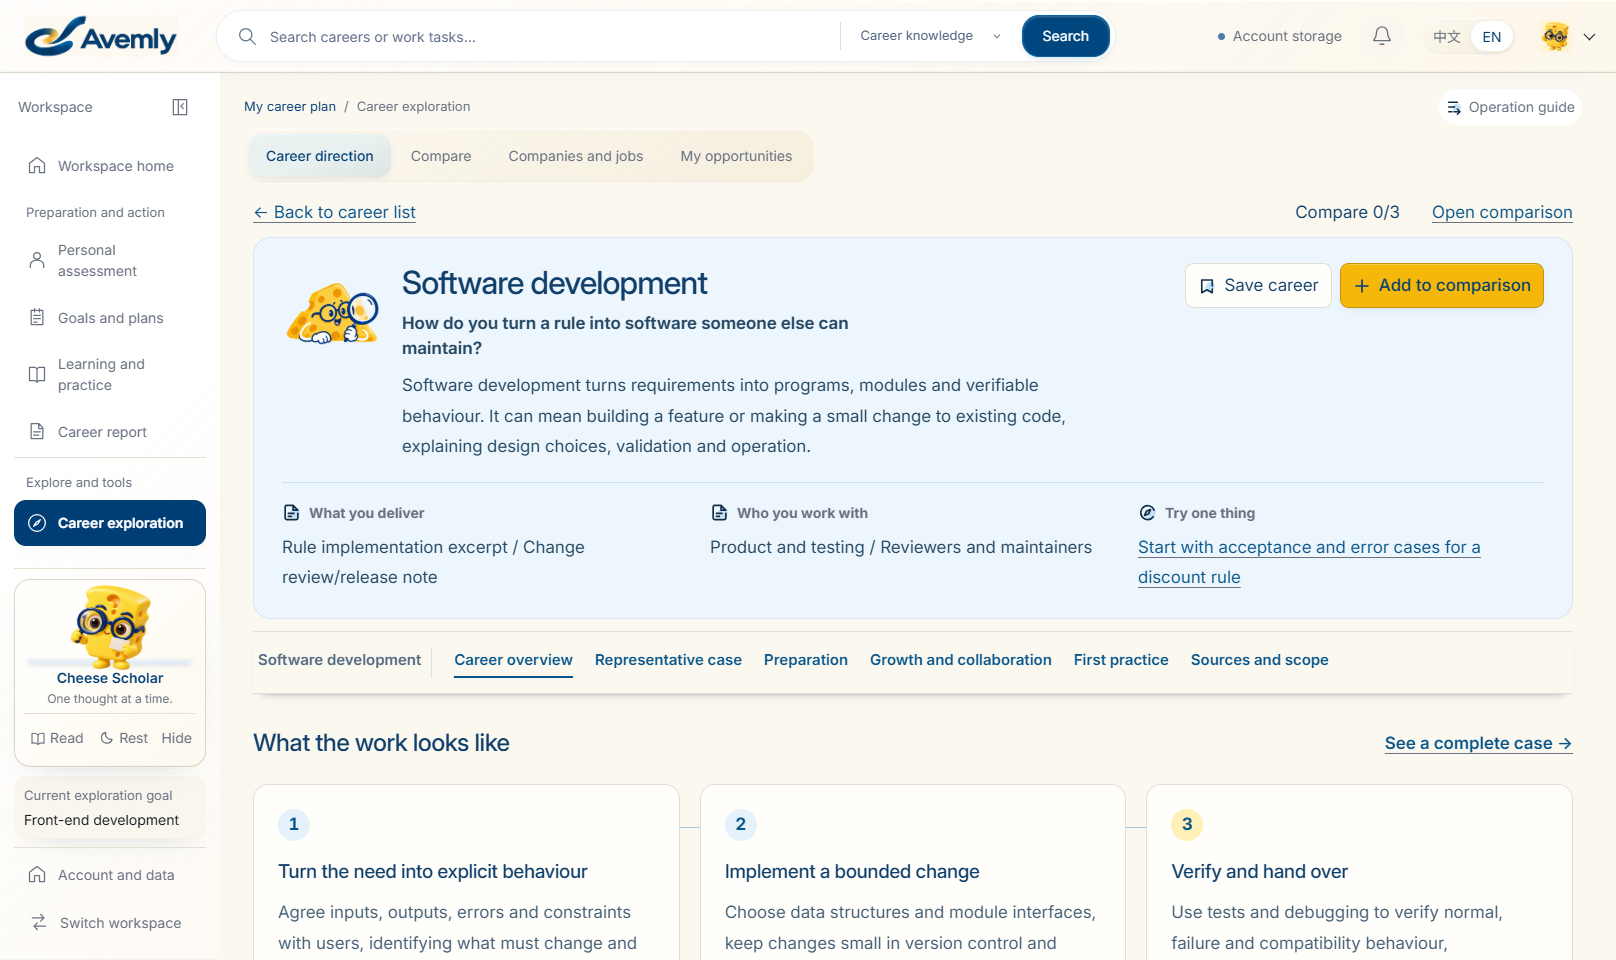 Avemly
Search careers or work tasks...
Career knowledge
Search
Account storage
中文
EN
Workspace
Workspace home
Preparation and action
Personal
assessment
Goals and plans
Learning and
practice
Career report
Explore and tools
Career exploration
Cheese Scholar
One thought at a time.
Read
Rest
Hide
Current exploration goal
Front-end development
Account and data
Switch workspace
My career plan / Career exploration
Operation guide
Career direction
Compare
Companies and jobs
My opportunities
← Back to career list
Compare 0/3
Open comparison
Software development
Save career
+ Add to comparison
How do you turn a rule into software someone else can
maintain?
Software development turns requirements into programs, modules and verifiable
behaviour. It can mean building a feature or making a small change to existing code,
explaining design choices, validation and operation.
What you deliver
Rule implementation excerpt / Change
review/release note
Who you work with
Product and testing / Reviewers and maintainers
Try one thing
Start with acceptance and error cases for a
discount rule
Software development
Career overview
Representative case
Preparation
Growth and collaboration
First practice
Sources and scope
What the work looks like
See a complete case →
1
Turn the need into explicit behaviour
Agree inputs, outputs, errors and constraints
with users, identifying what must change and
2
Implement a bounded change
Choose data structures and module interfaces,
keep changes small in version control and
3
Verify and hand over
Use tests and debugging to verify normal,
failure and compatibility behaviour,